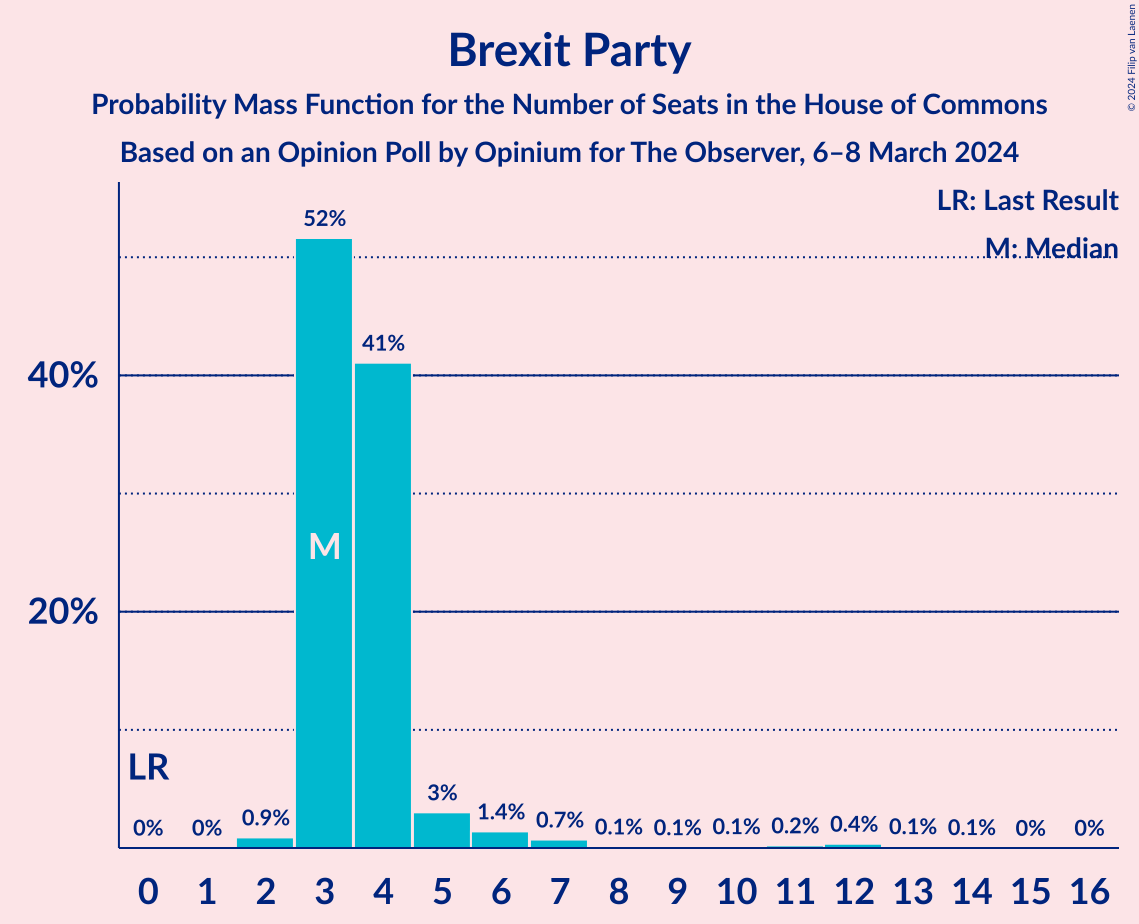 Brexit Party
Probability Mass Function for the Number of Seats in the House of Commons
Based on an Opinion Poll by Opinium for The Observer, 6–8 March 2024
© 2024 Filip van Laenen
LR: Last Result
M: Median
40%
20%
52%
41%
M
LR
0%
0%
0.9%
3%
1.4%
0.7%
0.1%
0.1%
0.1%
0.2%
0.4%
0.1%
0.1%
0%
0%
0 1 2 3 4 5 6 7 8 9 10 11 12 13 14 15 16